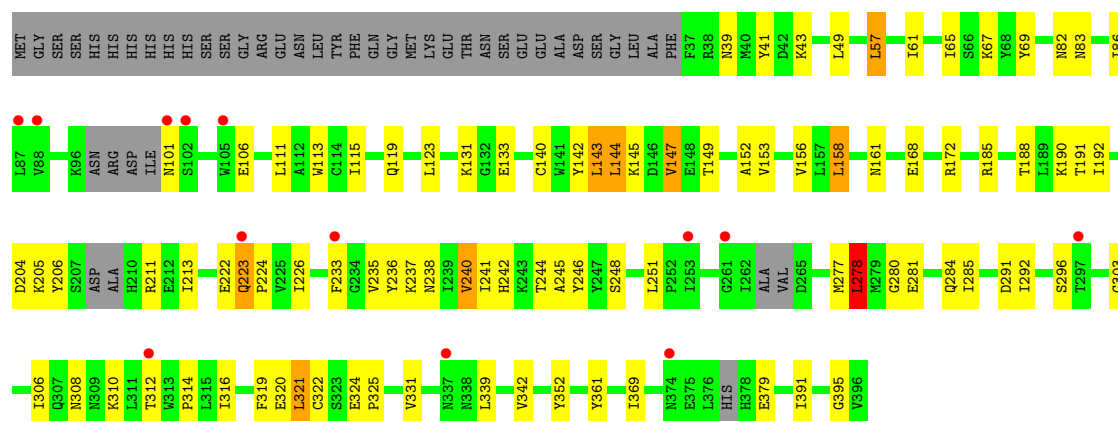 MET GLY SER SER HIS HIS HIS HIS HIS HIS SER SER GLY ARG GLU ASN LEU TYR PHE GLN GLY MET LYS GLU THR ASN SER GLU GLU ALA ASP SER GLY LEU ALA PHE F37 R38 N39 M40 Y41 D42 K43 L49 L57 I61 I65 S66 K67 Y68 Y69 N82 N83 I86
L87 V88 K96 ASN ARG ASP ILE N101 S102 W105 E106 L111 A112 W113 C114 I115 Q119 L123 K131 G132 E133 C140 W141 Y142 L143 L144 K145 D146 V147 E148 T149 A152 V153 V156 L157 L158 N161 E168 R172 R185 T188 L189 K190 T191 I192
D204 K205 Y206 S207 ASP ALA H210 R211 E212 I213 E222 Q223 P224 V225 I226 F233 G234 V235 Y236 K237 N238 I239 V240 I241 H242 K243 T244 A245 Y246 Y247 S248 L251 P252 I253 G261 I262 ALA VAL D265 M277 L278 M279 G280 E281 Q284 I285 D291 I292 S296 T297
I306 Q307 N308 N309 K310 L311 T312 W313 P314 L315 I316 F319 E320 L321 C322 S323 E324 P325 V331 N337 N338 L339 V342 Y352 Y361 I369 N374 E375 L376 HIS H378 E379 I391 G395 V396